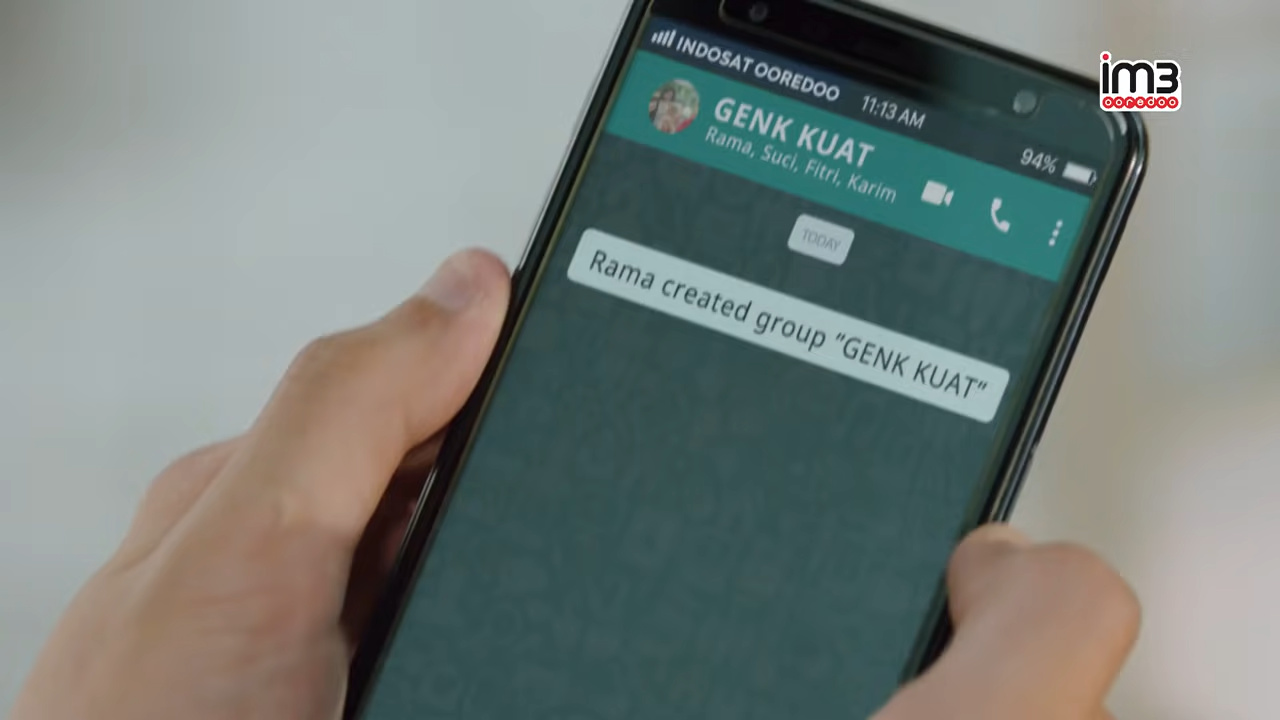 INDOSAT OOREDOO 11:13 AM 94%
GENK KUAT
Rama, Suci, Fitri, Karim
TODAY
Rama created group “GENK KUAT”
im3
ooredoo